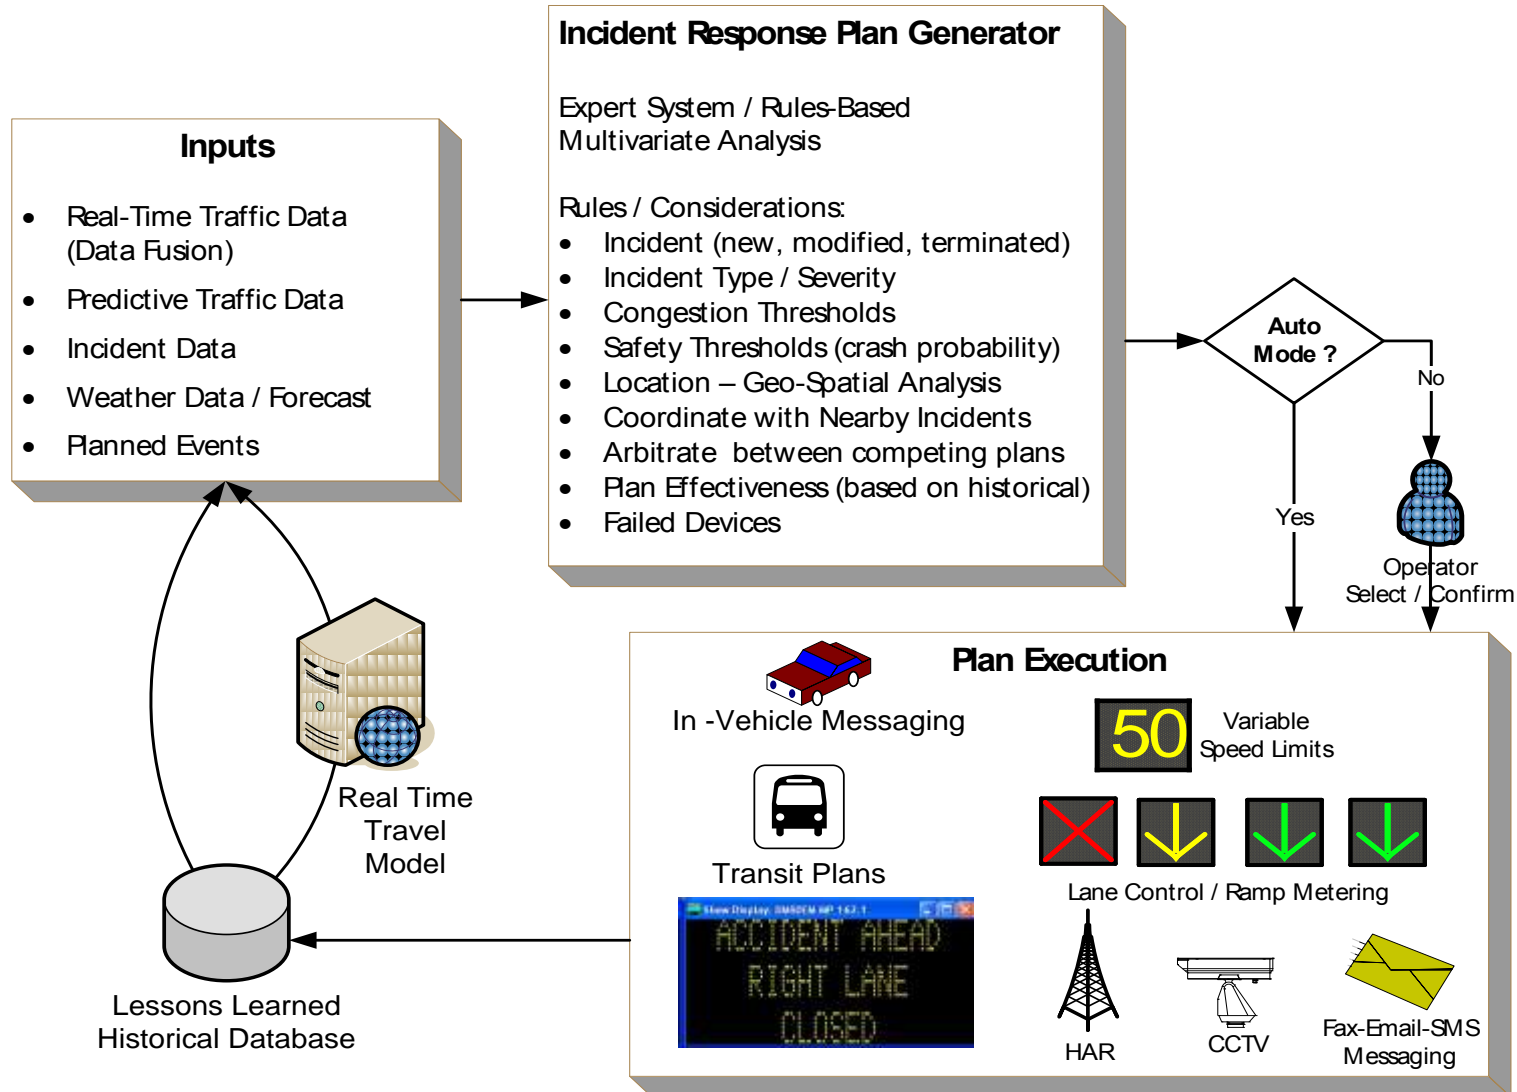 Incident Response Plan Generator
Expert System / Rules-Based
Multivariate Analysis
Rules / Considerations:
• Incident (new, modified, terminated)
• Incident Type / Severity
• Congestion Thresholds
• Safety Thresholds (crash probability)
• Location – Geo-Spatial Analysis
• Coordinate with Nearby Incidents
• Arbitrate between competing plans
• Plan Effectiveness (based on historical)
• Failed Devices
Inputs
• Real-Time Traffic Data
(Data Fusion)
• Predictive Traffic Data
• Incident Data
• Weather Data / Forecast
• Planned Events
Auto
Mode ?
No
Yes
Operator
Select / Confirm
Real Time
Travel
Model
Lessons Learned
Historical Database
Plan Execution
In -Vehicle Messaging
50
Variable
Speed Limits
Transit Plans
Lane Control / Ramp Metering
Show Display:
ACCIDENT AHEAD
RIGHT LANE
CLOSED
HAR
CCTV
Fax-Email-SMS
Messaging